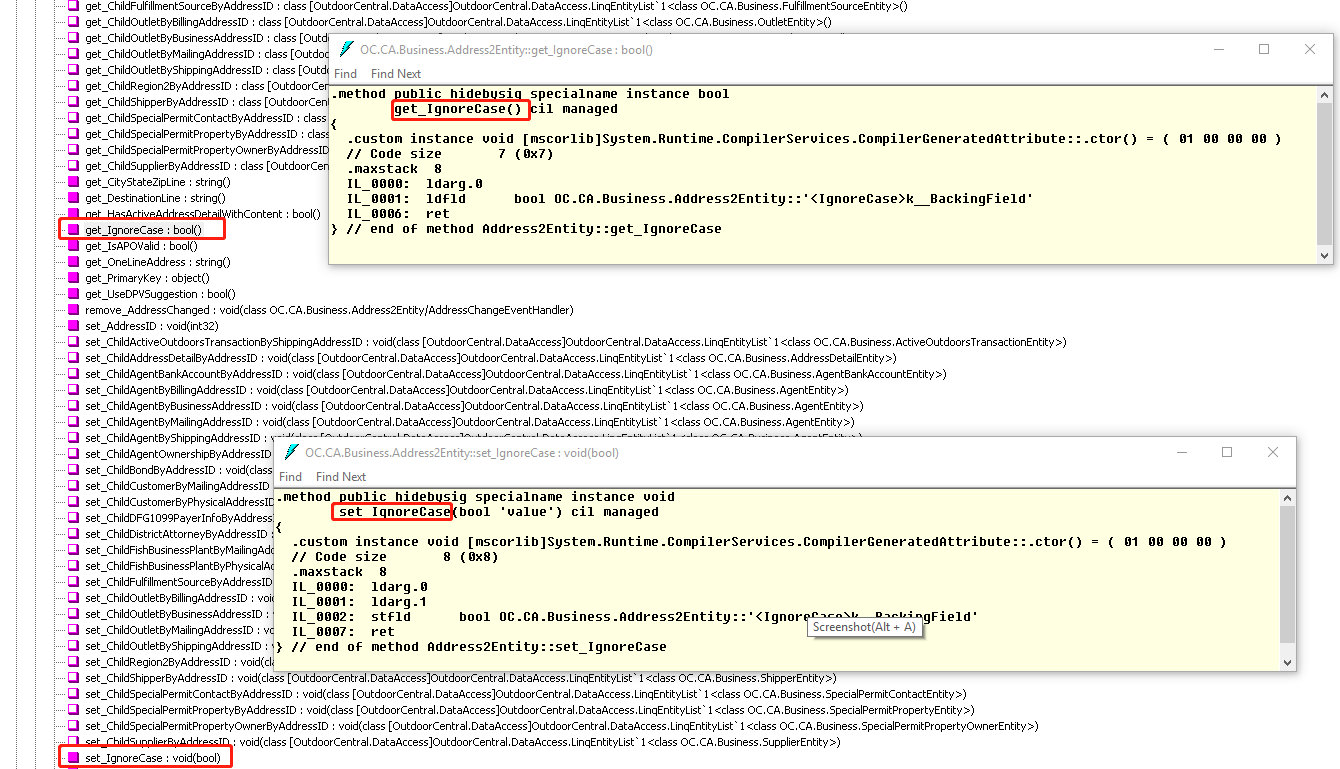 get_ChildFulfillmentSourceByAddressID : class [OutdoorCentral.DataAccess]OutdoorCentral.DataAccess.LinqEntityList`1<class OC.CA.Business.FulfillmentSourceEntity>()
get_ChildOutletByBillingAddressID : class [OutdoorCentral.DataAccess]OutdoorCentral.DataAccess.LinqEntityList`1<class OC.CA.Business.OutletEntity>()
get_ChildOutletByBusinessAddressID : class [OutdoorCentral
get_ChildOutletByMailingAddressID : class [Outdoo
get_ChildOutletByShippingAddressID : class [Outdo
get_ChildRegion2ByAddressID : class [OutdoorCent
get_ChildShipperByAddressID : class [OutdoorCent
get_ChildSpecialPermitContactByAddressID : class
get_ChildSpecialPermitPropertyByAddressID : class
get_ChildSpecialPermitPropertyOwnerByAddressID
get_ChildSupplierByAddressID : class [OutdoorCen
get_CityStateZipLine : string()
get_DestinationLine : string()
get_HasActiveAddressDetailWithContent : bool()
get_IgnoreCase : bool()
get_IsAPOValid : bool()
get_OneLineAddress : string()
get_PrimaryKey : object()
get_UseDPVSuggestion : bool()
OC.CA.Business.Address2Entity::get_IgnoreCase : bool()
Find Find Next
.method public hidebysig specialname instance bool
get_IgnoreCase() cil managed
{
.custom instance void [mscorlib]System.Runtime.CompilerServices.CompilerGeneratedAttribute::.ctor() = ( 01 00 00 00 )
// Code size 7 (0x7)
.maxstack 8
IL_0000: ldarg.0
IL_0001: ldfld bool OC.CA.Business.Address2Entity::'<IgnoreCase>k__BackingField'
IL_0006: ret
} // end of method Address2Entity::get_IgnoreCase
remove_AddressChanged : void(class OC.CA.Business.Address2Entity/AddressChangeEventHandler)
set_AddressID : void(int32)
set_ChildActiveOutdoorsTransactionByShippingAddressID : void(class [OutdoorCentral.DataAccess]OutdoorCentral.DataAccess.LinqEntityList`1<class OC.CA.Business.ActiveOutdoorsTransactionEntity>)
set_ChildAddressDetailByAddressID : void(class [OutdoorCentral.DataAccess]OutdoorCentral.DataAccess.LinqEntityList`1<class OC.CA.Business.AddressDetailEntity>)
set_ChildAgentBankAccountByAddressID : void(class [OutdoorCentral.DataAccess]OutdoorCentral.DataAccess.LinqEntityList`1<class OC.CA.Business.AgentBankAccountEntity>)
set_ChildAgentByBillingAddressID : void(class [OutdoorCentral.DataAccess]OutdoorCentral.DataAccess.LinqEntityList`1<class OC.CA.Business.AgentEntity>)
set_ChildAgentByBusinessAddressID : void(class [OutdoorCentral.DataAccess]OutdoorCentral.DataAccess.LinqEntityList`1<class OC.CA.Business.AgentEntity>)
set_ChildAgentByMailingAddressID : void(class [OutdoorCentral.DataAccess]OutdoorCentral.DataAccess.LinqEntityList`1<class OC.CA.Business.AgentEntity>)
set_ChildAgentByShippingAddressID : void(class [OutdoorCentral.DataAccess]OutdoorCentral.DataAccess.LinqEntityList`1<class OC.CA.Business.AgentEntity>)
set_ChildAgentOwnershipByAddressID
set_ChildBondByAddressID : void(class
set_ChildCustomerByMailingAddressID :
set_ChildCustomerByPhysicalAddressID
set_ChildDFG1099PayerInfoByAddress
set_ChildDistrictAttorneyByAddressID :
set_ChildFishBusinessPlantByMailingAdd
set_ChildFishBusinessPlantByPhysicalAd
set_ChildFulfillmentSourceByAddressID :
set_ChildOutletByBillingAddressID : void
set_ChildOutletByBusinessAddressID :
set_ChildOutletByMailingAddressID : voi
set_ChildOutletByShippingAddressID : v
set_ChildRegion2ByAddressID : void(cla
OC.CA.Business.Address2Entity::set_IgnoreCase : void(bool)
Find Find Next
.method public hidebysig specialname instance void
set_IgnoreCase(bool 'value') cil managed
{
.custom instance void [mscorlib]System.Runtime.CompilerServices.CompilerGeneratedAttribute::.ctor() = ( 01 00 00 00 )
// Code size 8 (0x8)
.maxstack 8
IL_0000: ldarg.0
IL_0001: ldarg.1
IL_0002: stfld bool OC.CA.Business.Address2Entity::'<IgnoreCase>k__BackingField'
Screenshot(Alt + A)
IL_0007: ret
} // end of method Address2Entity::set_IgnoreCase
set_ChildShipperByAddressID : void(class [OutdoorCentral.DataAccess]OutdoorCentral.DataAccess.LinqEntityList`1<class OC.CA.Business.ShipperEntity>)
set_ChildSpecialPermitContactByAddressID : void(class [OutdoorCentral.DataAccess]OutdoorCentral.DataAccess.LinqEntityList`1<class OC.CA.Business.SpecialPermitContactEntity>)
set_ChildSpecialPermitPropertyByAddressID : void(class [OutdoorCentral.DataAccess]OutdoorCentral.DataAccess.LinqEntityList`1<class OC.CA.Business.SpecialPermitPropertyEntity>)
set_ChildSpecialPermitPropertyOwnerByAddressID : void(class [OutdoorCentral.DataAccess]OutdoorCentral.DataAccess.LinqEntityList`1<class OC.CA.Business.SpecialPermitPropertyOwnerEntity>)
set_ChildSupplierByAddressID : void(class [OutdoorCentral.DataAccess]OutdoorCentral.DataAccess.LinqEntityList`1<class OC.CA.Business.SupplierEntity>)
set_IgnoreCase : void(bool)